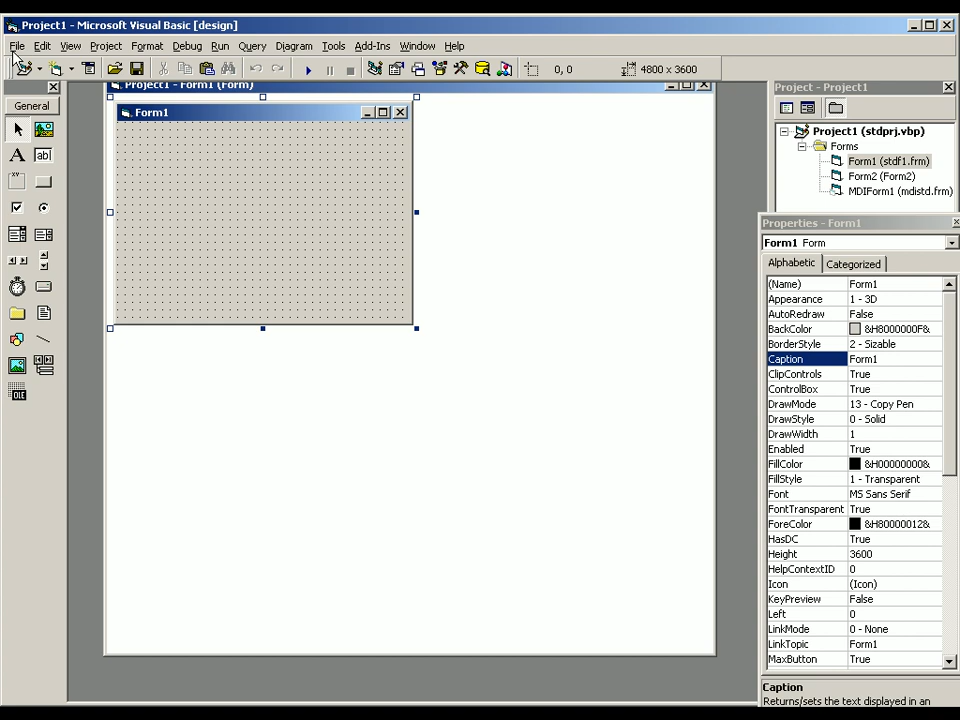 Project1 - Microsoft Visual Basic [design]
File Edit View Project Format Debug Run Query Diagram Tools Add-Ins Window Help
0, 0 4800 x 3600
Project1 - Form1 (Form)
Form1
General
A ab|
xy
OLE
Project - Project1
Project1 (stdprj.vbp)
Forms
Form1 (stdf1.frm)
Form2 (Form2)
MDIForm1 (mdistd.frm)
Properties - Form1
Form1 Form
Alphabetic Categorized
(Name) Form1
Appearance 1 - 3D
AutoRedraw False
BackColor &H8000000F&
BorderStyle 2 - Sizable
Caption Form1
ClipControls True
ControlBox True
DrawMode 13 - Copy Pen
DrawStyle 0 - Solid
DrawWidth 1
Enabled True
FillColor &H00000000&
FillStyle 1 - Transparent
Font MS Sans Serif
FontTransparent True
ForeColor &H80000012&
HasDC True
Height 3600
HelpContextID 0
Icon (Icon)
KeyPreview False
Left 0
LinkMode 0 - None
LinkTopic Form1
MaxButton True
Caption
Returns/sets the text displayed in an